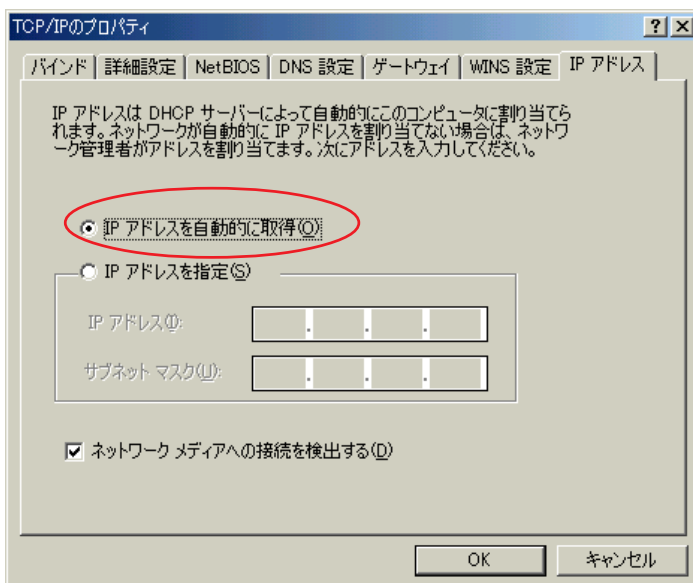 TCP/IPのプロパティ
バインド 詳細設定 NetBIOS DNS 設定 ゲートウェイ WINS 設定 IP アドレス
IP アドレスは DHCP サーバーによって自動的にこのコンピュータに割り当てら
れます。ネットワークが自動的に IP アドレスを割り当てない場合は、ネットワ
ーク管理者がアドレスを割り当てます。次にアドレスを入力してください。
IP アドレスを自動的に取得(O)
IP アドレスを指定(S)
IP アドレス(I):
サブネット マスク(U):
ネットワーク メディアへの接続を検出する(D)
OK キャンセル